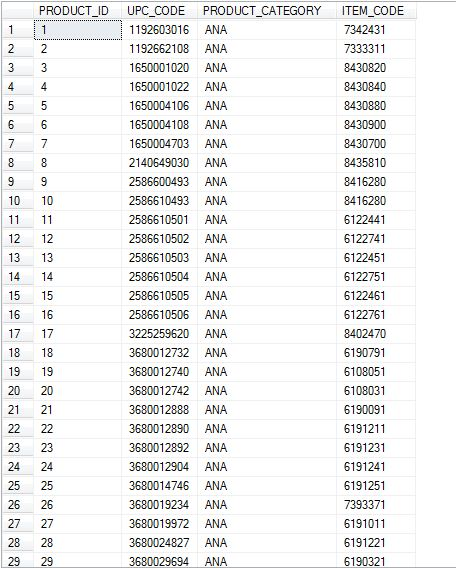 PRODUCT_ID UPC_CODE PRODUCT_CATEGORY ITEM_CODE
1 1 1192603016 ANA 7342431
2 2 1192662108 ANA 7333311
3 3 1650001020 ANA 8430820
4 4 1650001022 ANA 8430840
5 5 1650004106 ANA 8430880
6 6 1650004108 ANA 8430900
7 7 1650004703 ANA 8430700
8 8 2140649030 ANA 8435810
9 9 2586600493 ANA 8416280
10 10 2586610493 ANA 8416280
11 11 2586610501 ANA 6122441
12 12 2586610502 ANA 6122741
13 13 2586610503 ANA 6122451
14 14 2586610504 ANA 6122751
15 15 2586610505 ANA 6122461
16 16 2586610506 ANA 6122761
17 17 3225259620 ANA 8402470
18 18 3680012732 ANA 6190791
19 19 3680012740 ANA 6108051
20 20 3680012742 ANA 6108031
21 21 3680012888 ANA 6190091
22 22 3680012890 ANA 6191211
23 23 3680012892 ANA 6191231
24 24 3680012904 ANA 6191241
25 25 3680014746 ANA 6191251
26 26 3680019234 ANA 7393371
27 27 3680019972 ANA 6191011
28 28 3680024827 ANA 6191221
29 29 3680029694 ANA 6190321